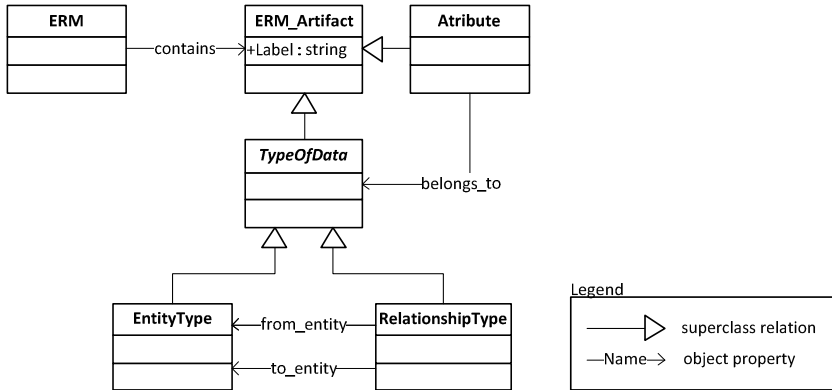 ERM
ERM_Artifact
Atribute
contains
+Label : string
TypeOfData
belongs_to
EntityType
RelationshipType
from_entity
to_entity
Legend
superclass relation
Name
object property